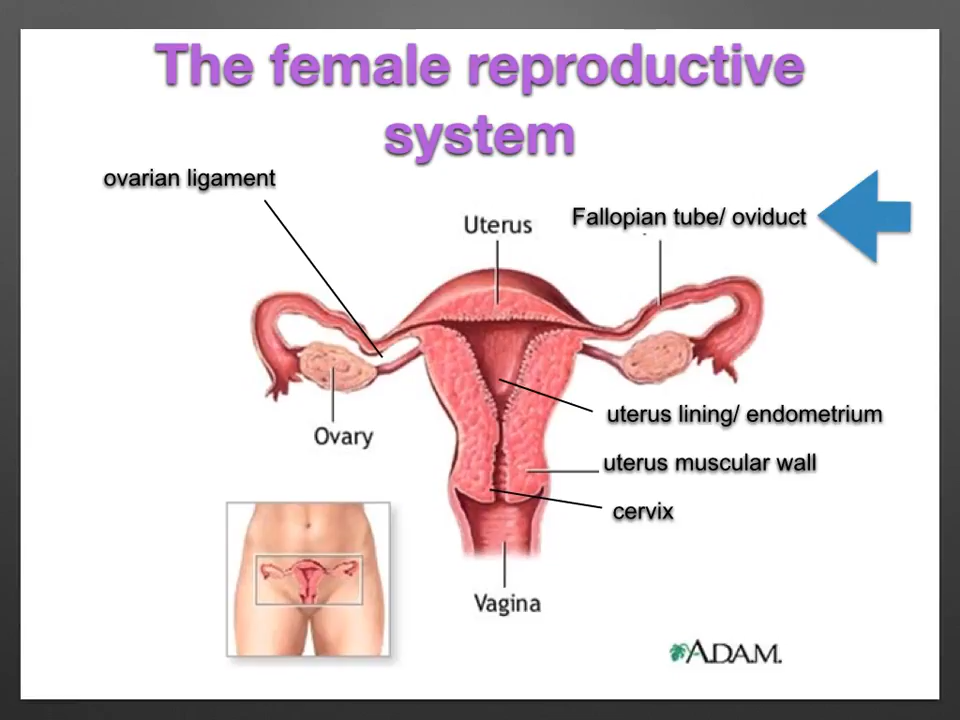 The female reproductive
system
ovarian ligament
Uterus
Fallopian tube/ oviduct
Ovary
uterus lining/ endometrium
uterus muscular wall
cervix
Vagina
A.D.A.M.